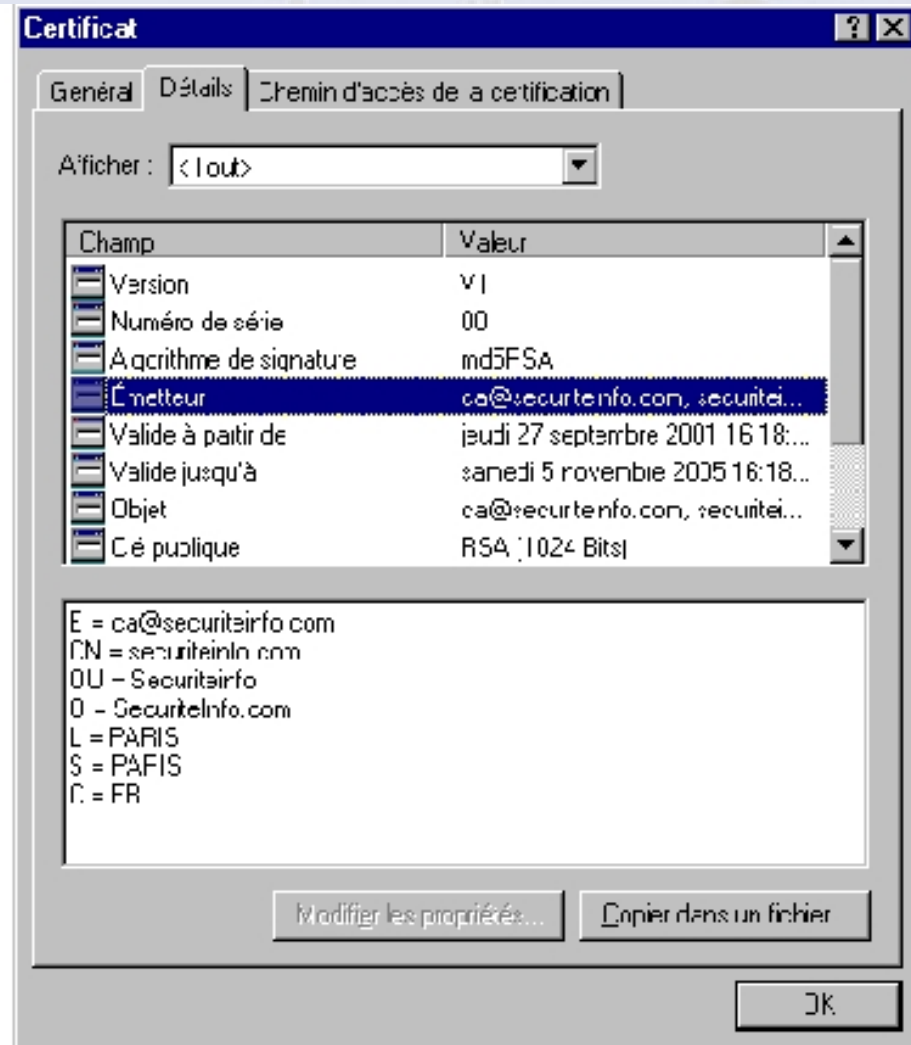 Certificat
Général Détails Chemin d'accès de la certification
Afficher : <Tout>
Champ Valeur
Version V1
Numéro de série 00
Algorithme de signature md5RSA
Émetteur ca@securiteinfo.com, securitei...
Valide à partir de jeudi 27 septembre 2001 16:18:...
Valide jusqu'à samedi 5 novembre 2005 16:18...
Objet ca@securiteinfo.com, securitei...
Clé publique RSA (1024 Bits)
E = ca@securiteinfo.com
CN = securiteinfo.com
OU = Securiteinfo
O = SecuriteInfo.com
L = PARIS
S = PARIS
C = FR
Modifier les propriétés... Copier dans un fichier
OK